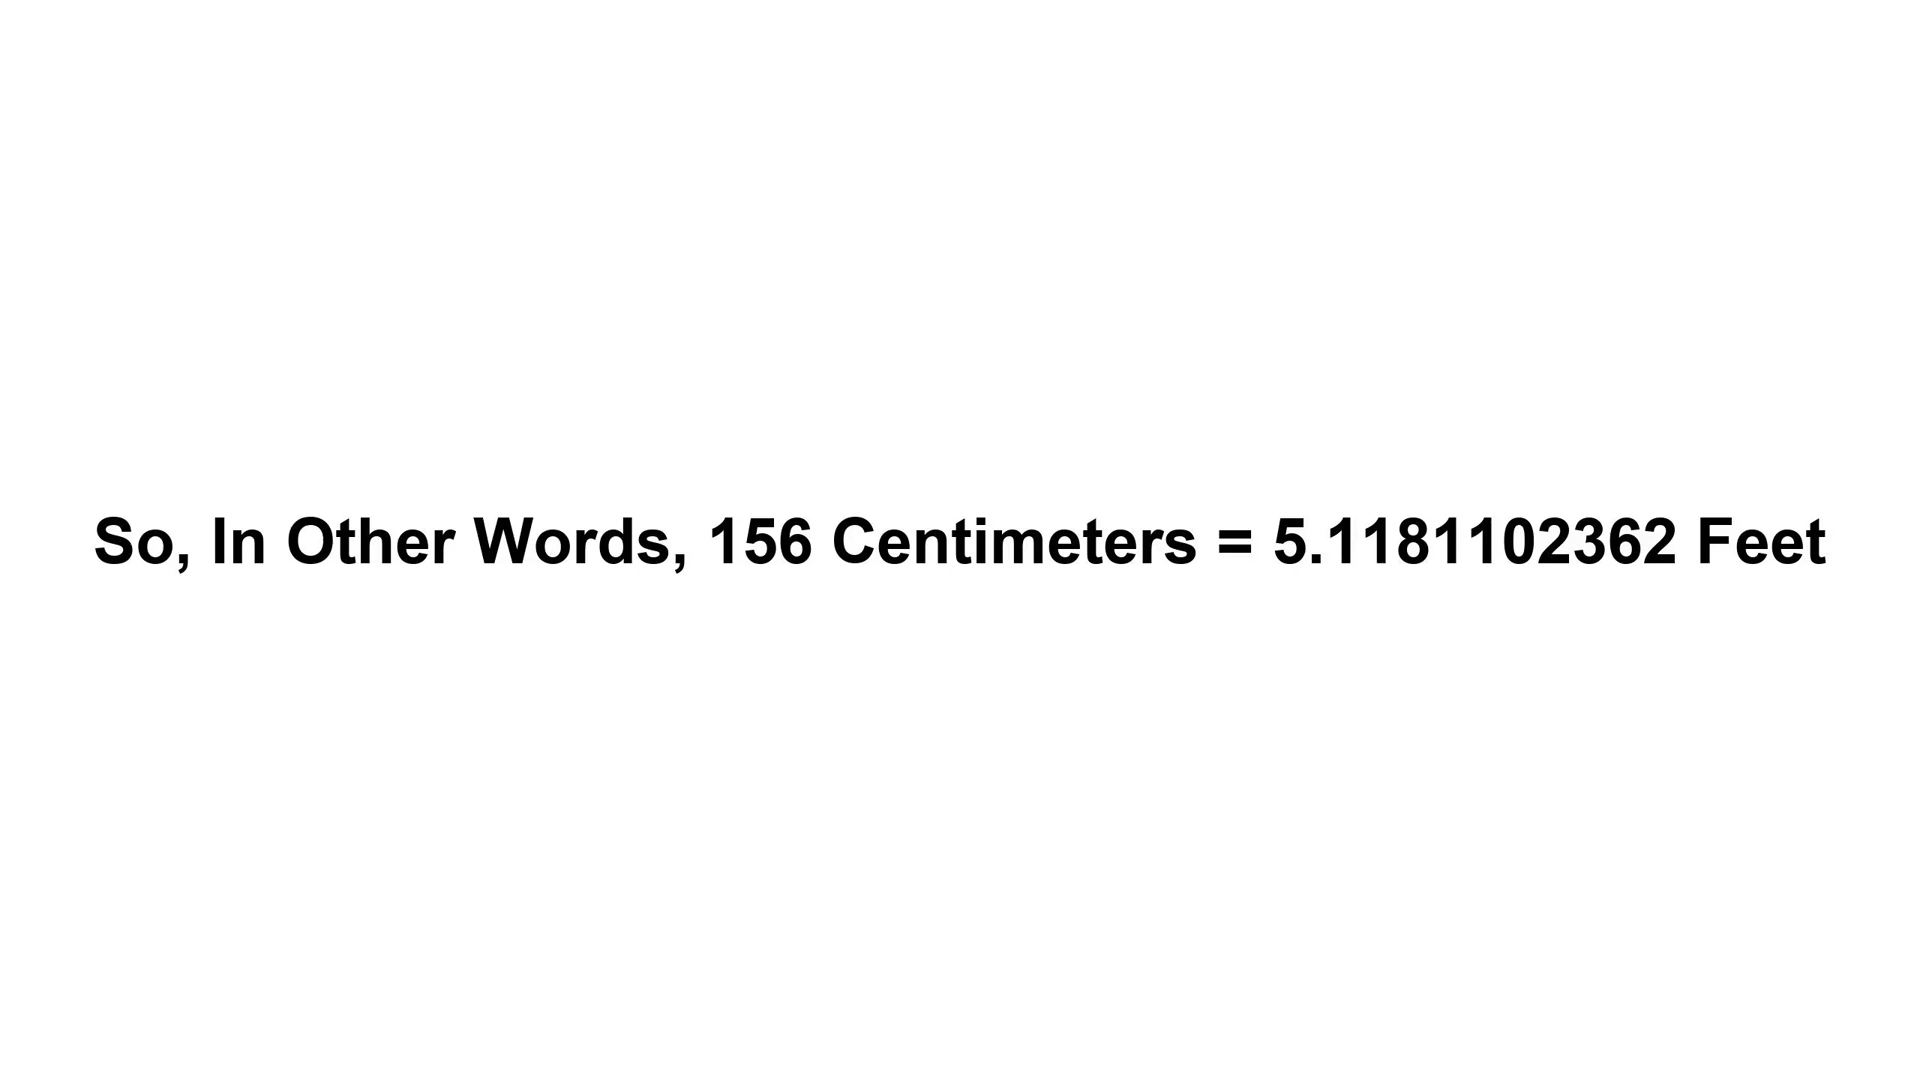 So, In Other Words, 156 Centimeters = 5.1181102362 Feet